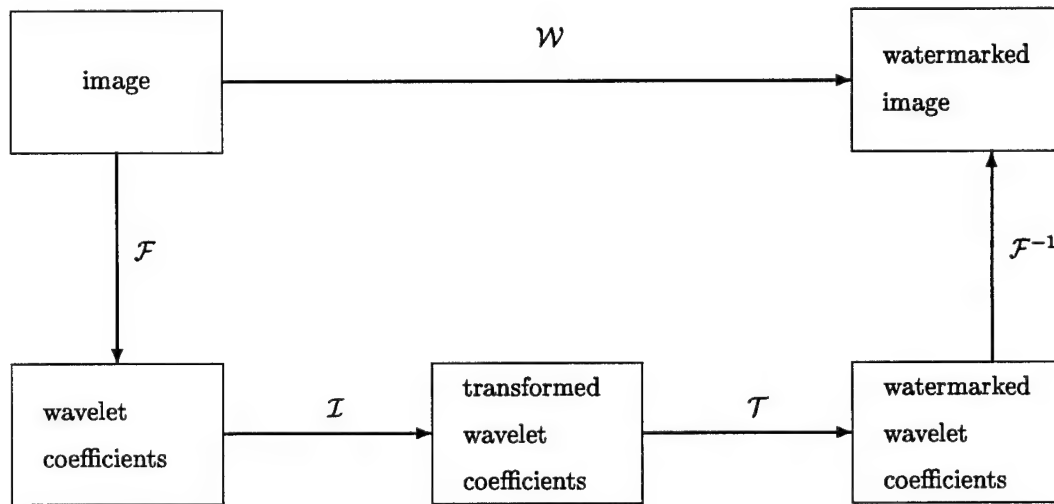 image
𝒲
watermarked
image
ℱ
ℱ⁻¹
wavelet
coefficients
ℐ
transformed
wavelet
coefficients
𝒯
watermarked
wavelet
coefficients